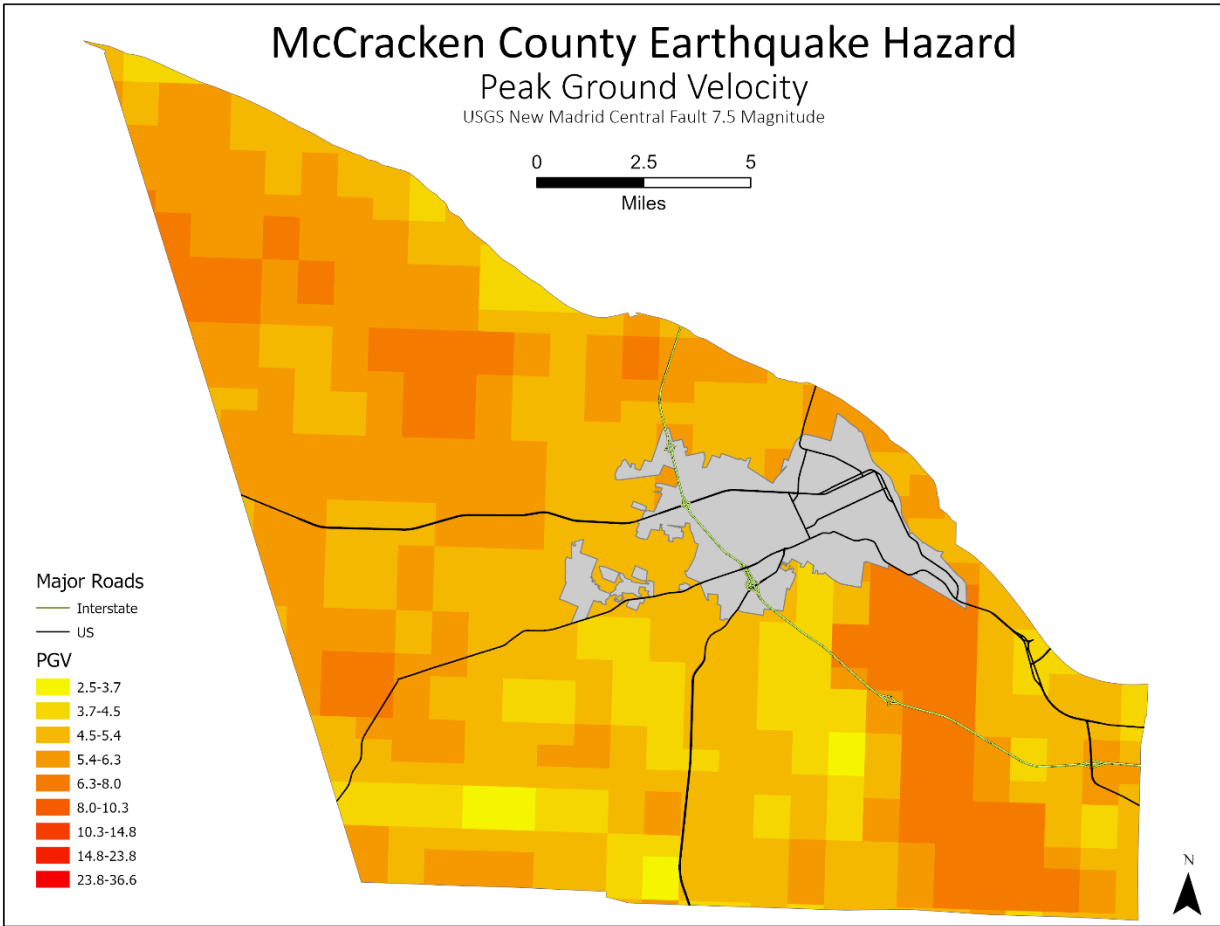 McCracken County Earthquake Hazard
Peak Ground Velocity
USGS New Madrid Central Fault 7.5 Magnitude
0 2.5 5
Miles
Major Roads
Interstate
US
PGV
2.5-3.7
3.7-4.5
4.5-5.4
5.4-6.3
6.3-8.0
8.0-10.3
10.3-14.8
14.8-23.8
23.8-36.6
N